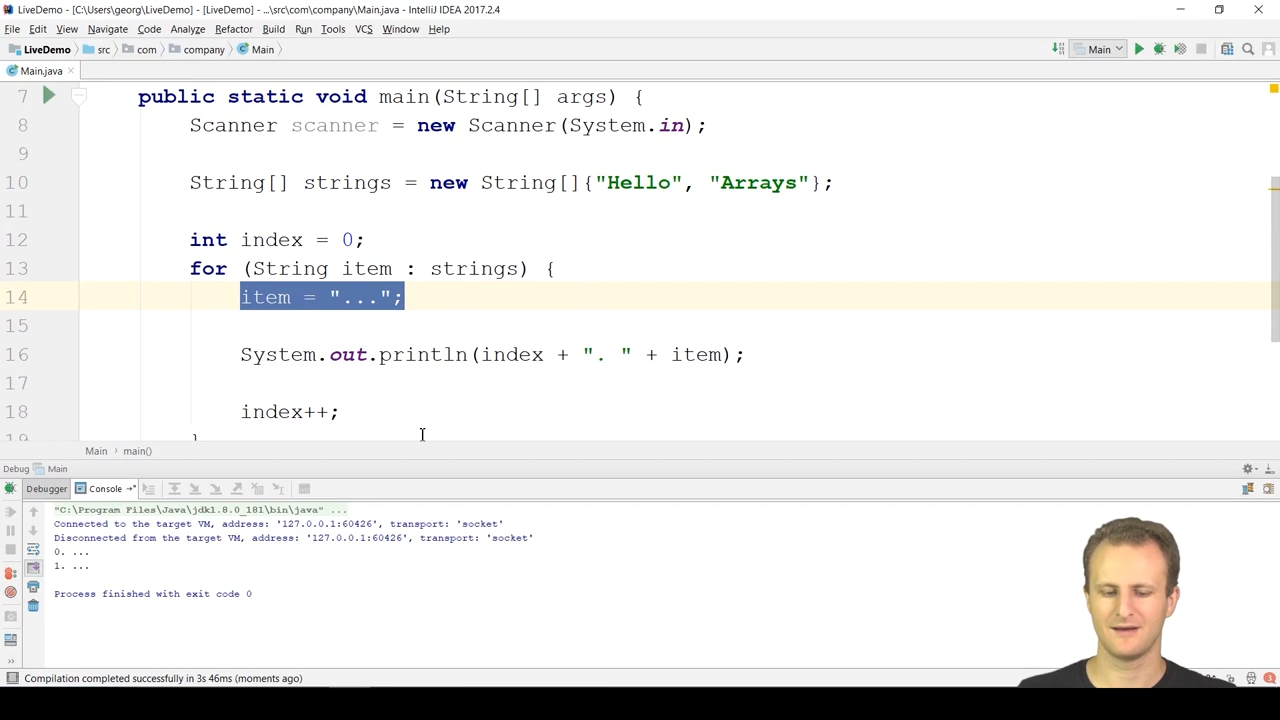 LiveDemo - [C:\Users\georg\LiveDemo] - [LiveDemo] - ...\src\com\company\Main.java - IntelliJ IDEA 2017.2.4
File Edit View Navigate Code Analyze Refactor Build Run Tools VCS Window Help
LiveDemo src com company Main Main
Main.java
7 public static void main(String[] args) {
8 Scanner scanner = new Scanner(System.in);
9
10 String[] strings = new String[]{"Hello", "Arrays"};
11
12 int index = 0;
13 for (String item : strings) {
14 item = "...";
15
16 System.out.println(index + ". " + item);
17
18 index++;
19 }
Main main()
Debug Main
Debugger Console
"C:\Program Files\Java\jdk1.8.0_181\bin\java" ...
Connected to the target VM, address: '127.0.0.1:60426', transport: 'socket'
Disconnected from the target VM, address: '127.0.0.1:60426', transport: 'socket'
0. ...
1. ...
Process finished with exit code 0
Compilation completed successfully in 3s 46ms (moments ago)
3